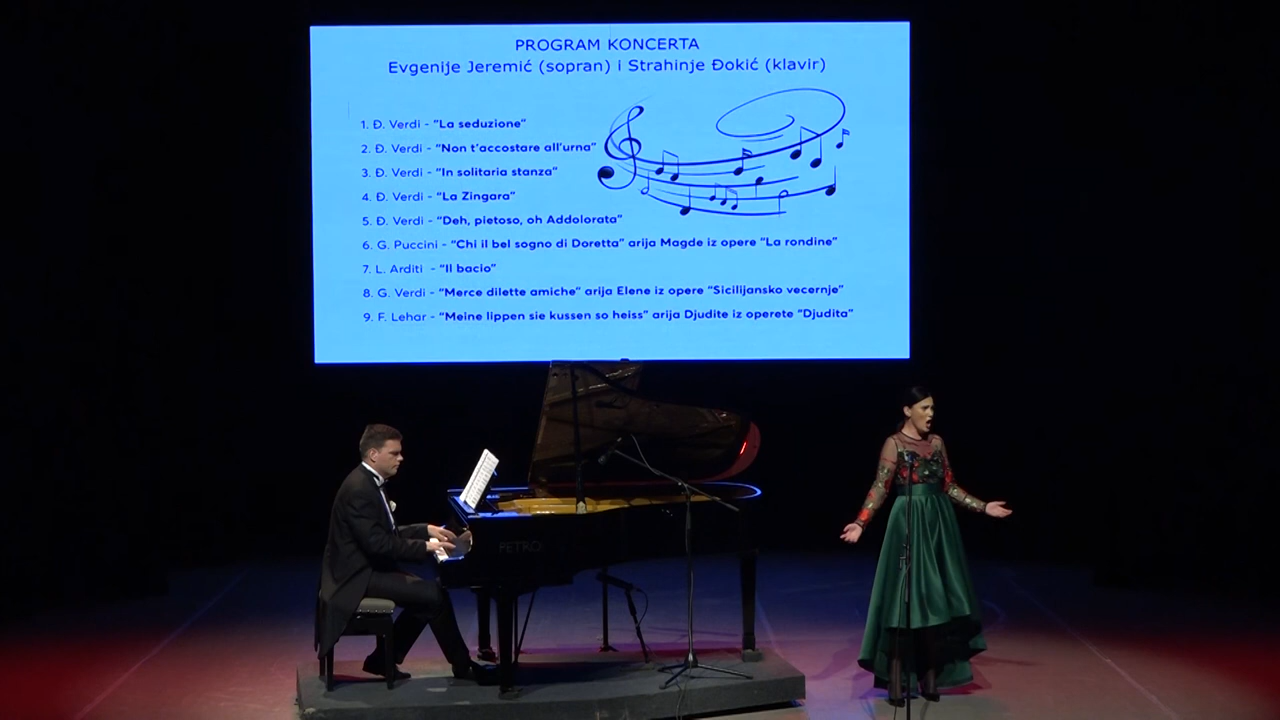 PROGRAM KONCERTA
Evgenije Jeremić (sopran) i Strahinje Đokić (klavir)
1. Đ. Verdi - “La seduzione”
2. Đ. Verdi - “Non t’accostare all’urna”
3. Đ. Verdi - “In solitaria stanza”
4. Đ. Verdi - “La Zingara”
5. Đ. Verdi - “Deh, pietoso, oh Addolorata”
6. G. Puccini - “Chi il bel sogno di Doretta” arija Magde iz opere “La rondine”
7. L. Arditi - “Il bacio”
8. G. Verdi - “Merce dilette amiche” arija Elene iz opere “Sicilijansko vecernje”
9. F. Lehar - “Meine lippen sie kussen so heiss” arija Djudite iz operete “Djudita”
PETROF